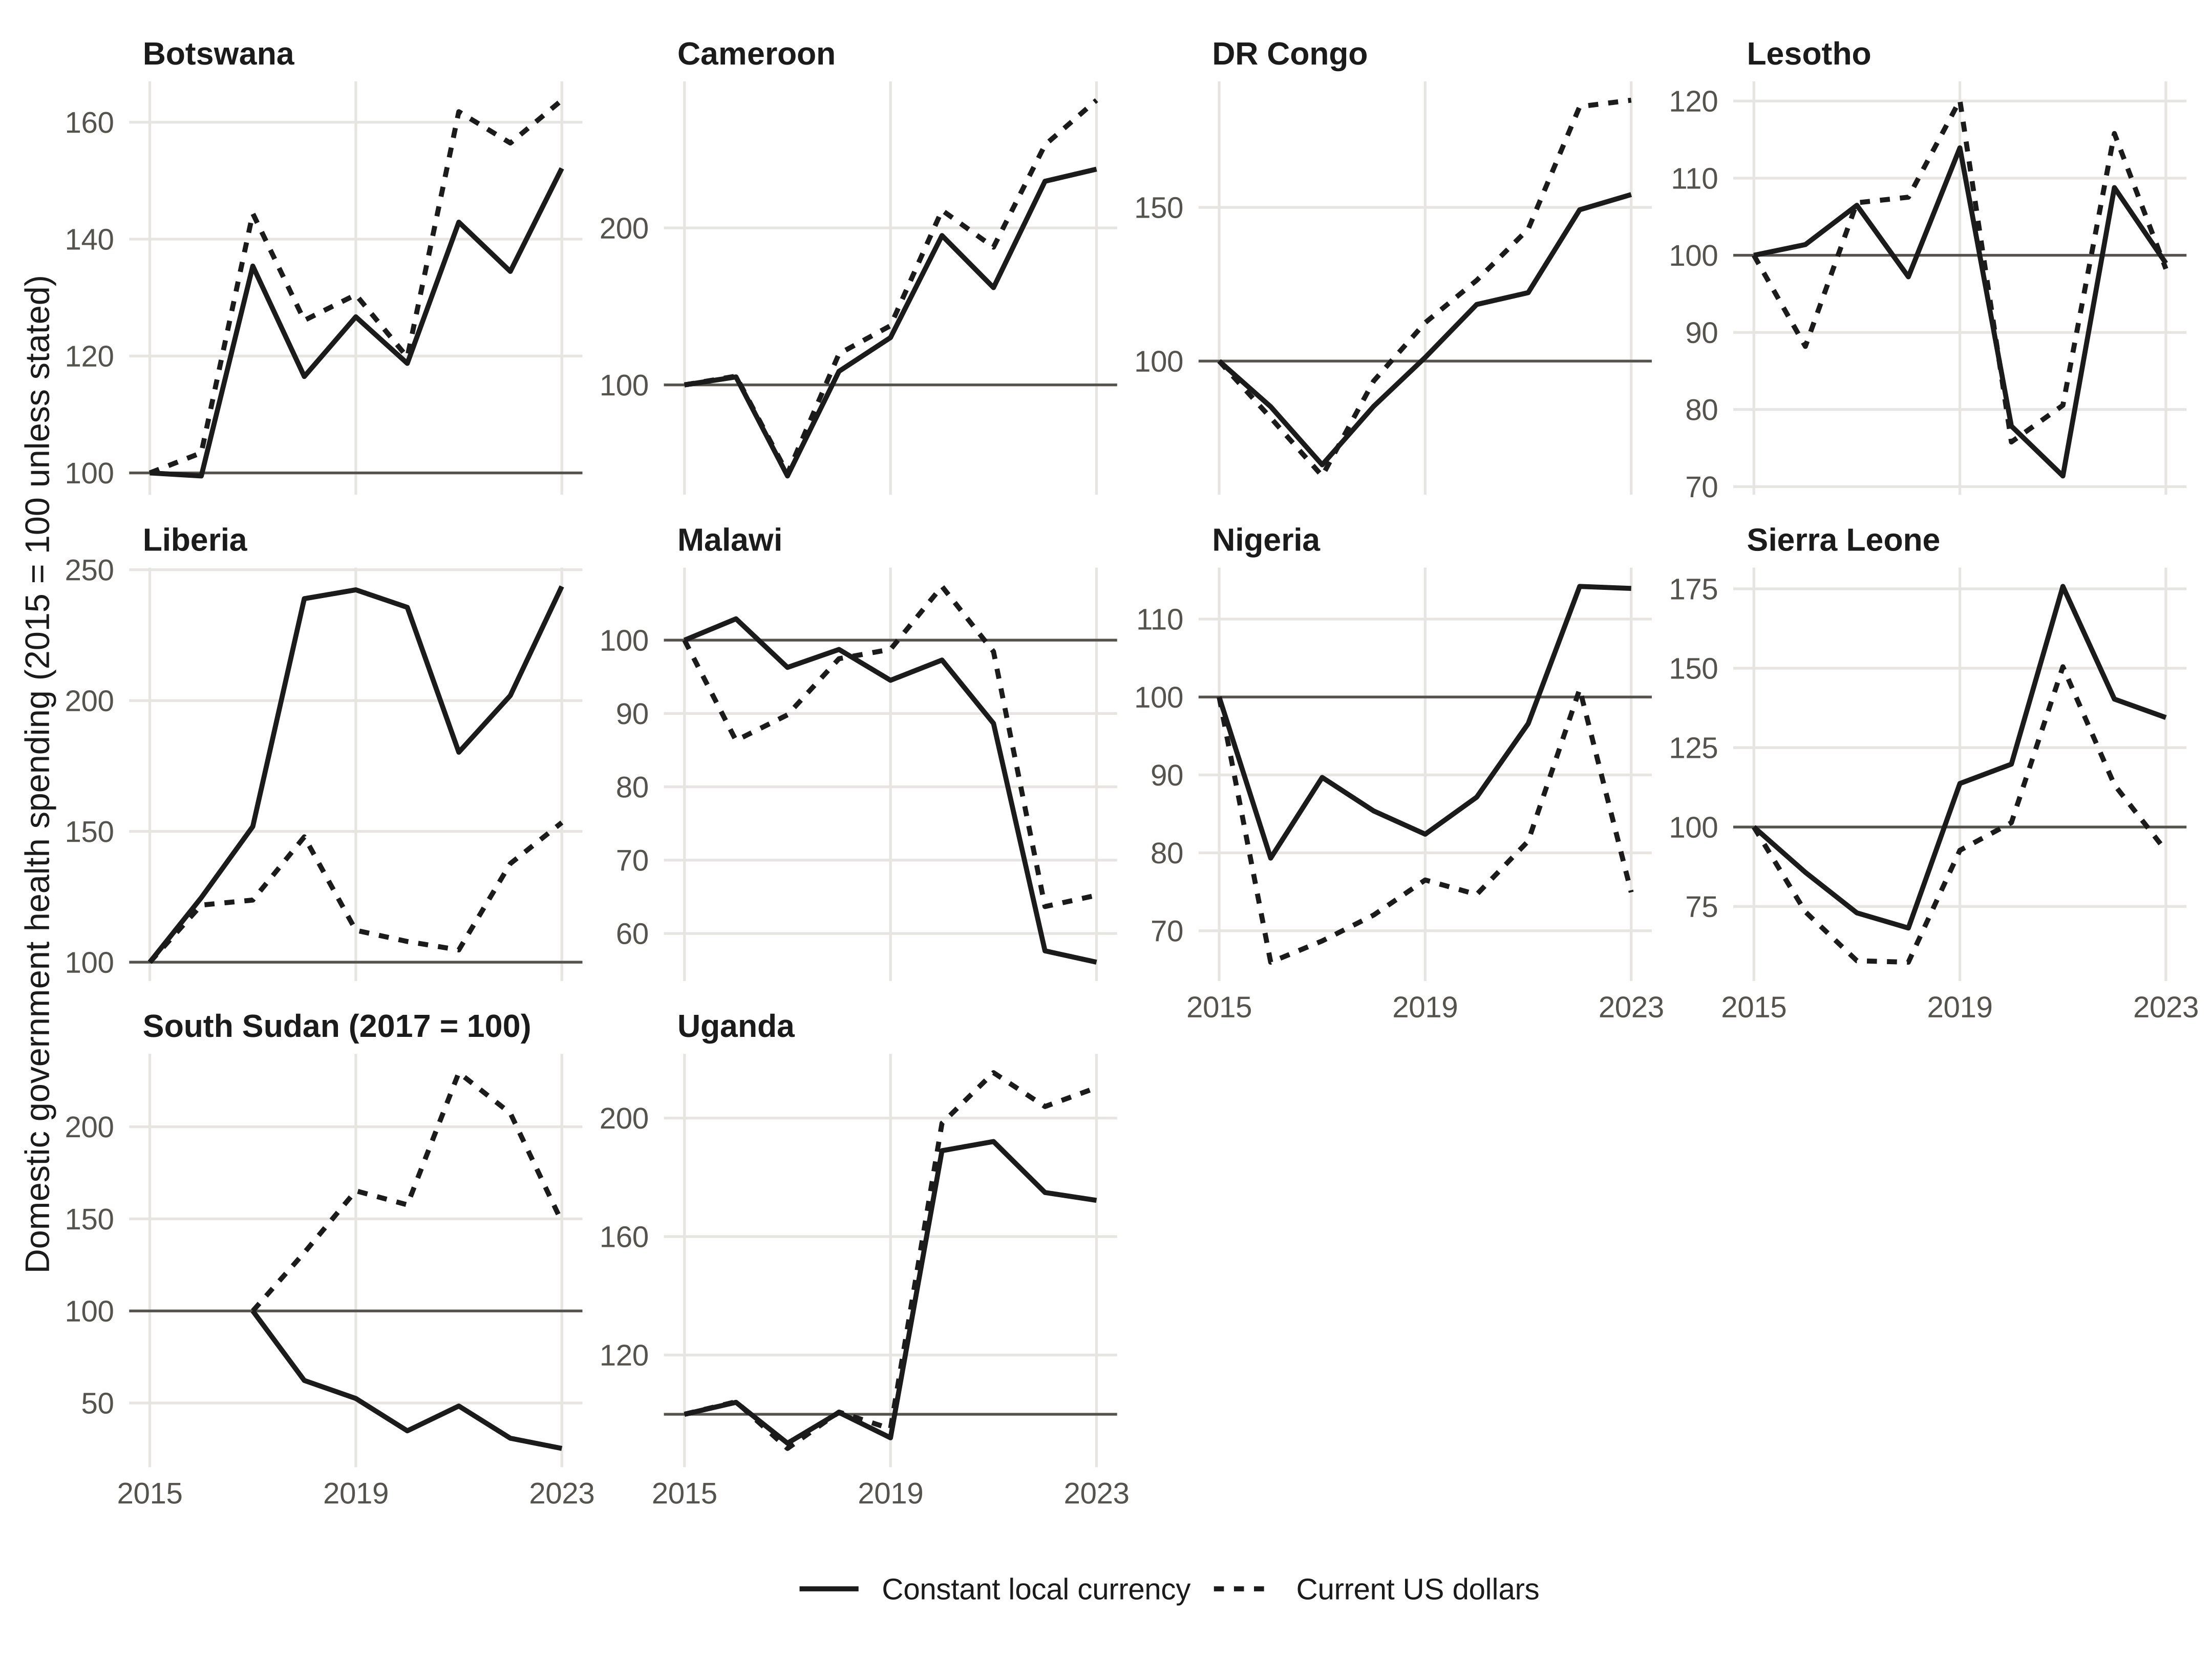 Domestic government health spending (2015 = 100 unless stated)
Botswana
160
140
120
100
Cameroon
200
100
DR Congo
150
100
Lesotho
120
110
100
90
80
70
Liberia
250
200
150
100
Malawi
100
90
80
70
60
Nigeria
110
100
90
80
70
2015 2019 2023
Sierra Leone
175
150
125
100
75
2015 2019 2023
South Sudan (2017 = 100)
200
150
100
50
2015 2019 2023
Uganda
200
160
120
2015 2019 2023
Constant local currency Current US dollars